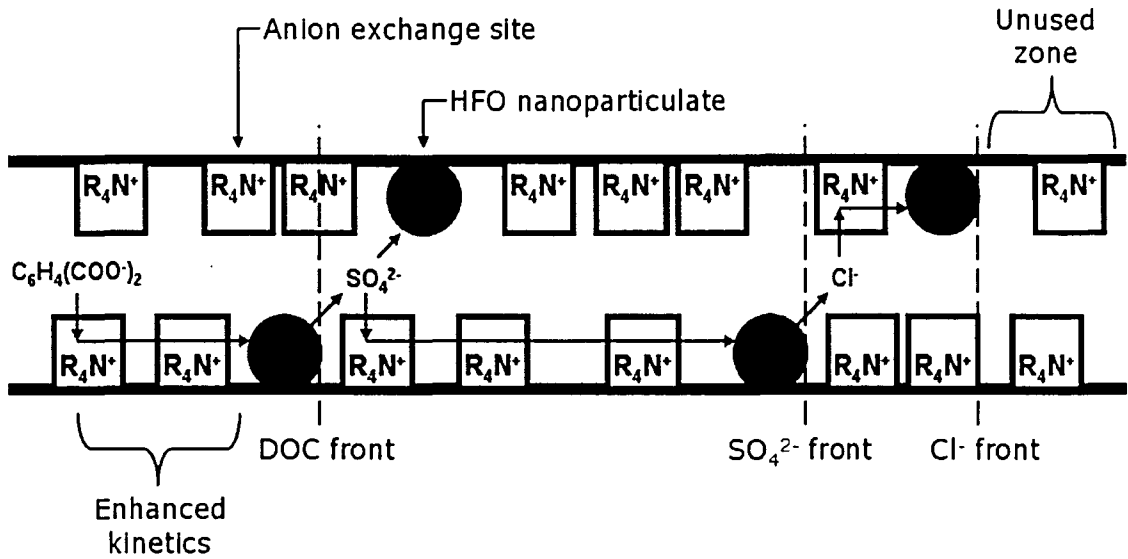 Anion exchange site
Unused
zone
HFO nanoparticulate
R₄N⁺ R₄N⁺ R₄N⁺ R₄N⁺ R₄N⁺ R₄N⁺ R₄N⁺ R₄N⁺
C₆H₄(COO⁻)₂
SO₄²⁻
Cl⁻
R₄N⁺ R₄N⁺ R₄N⁺ R₄N⁺ R₄N⁺ R₄N⁺ R₄N⁺ R₄N⁺
DOC front
SO₄²⁻ front
Cl⁻ front
Enhanced
kinetics